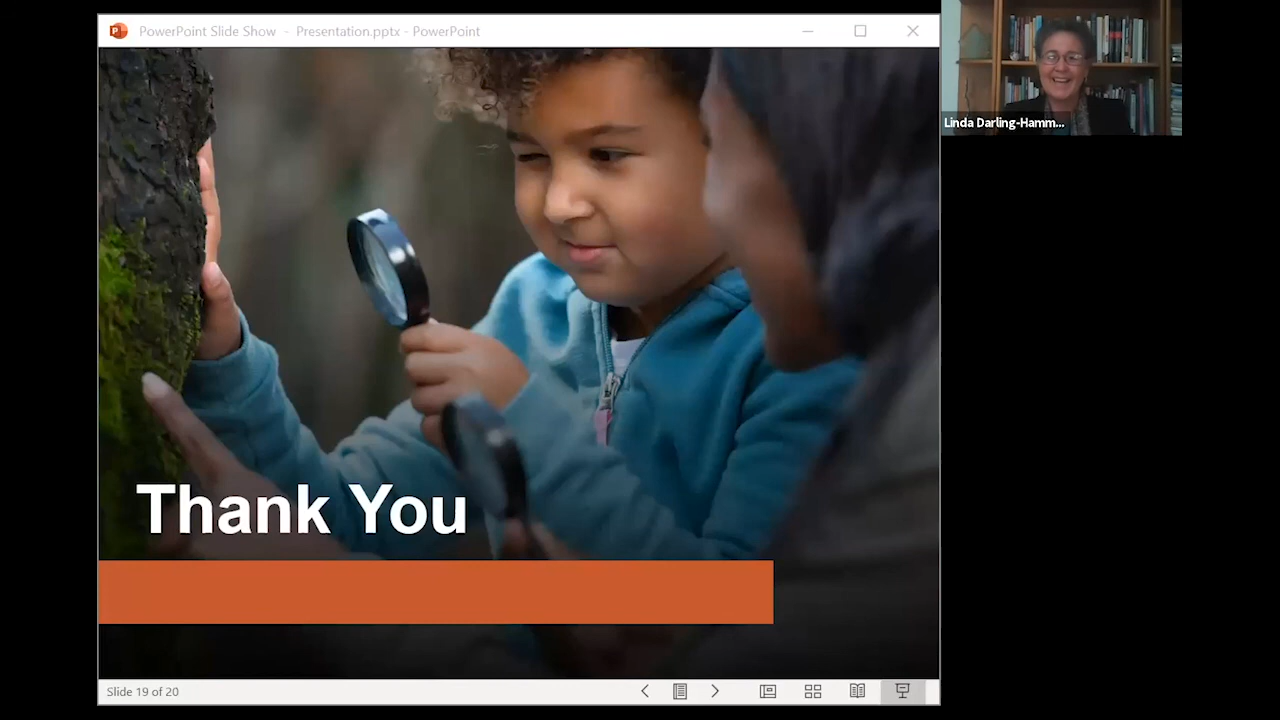 PowerPoint Slide Show - Presentation.pptx - PowerPoint
Linda Darling-Hamm...
Thank You
Slide 19 of 20